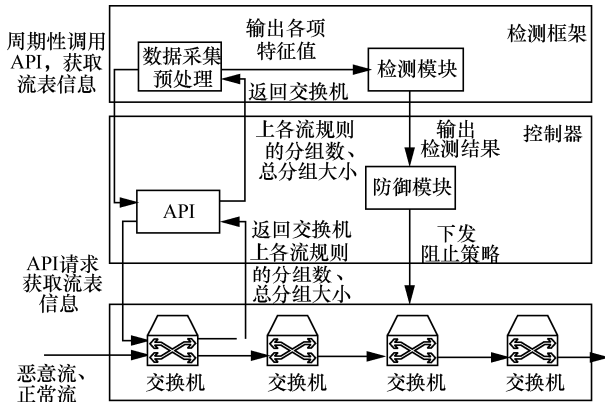 周期性调用
API，获取
流表信息
数据采集
预处理
输出各项
特征值
检测模块
检测框架
返回交换机
上各流规则
的分组数、
总分组大小
输出
检测结果
控制器
防御模块
API
返回交换机
上各流规则
的分组数、
总分组大小
下发
阻止策略
API请求
获取流表
信息
恶意流、
正常流
交换机
交换机
交换机
交换机